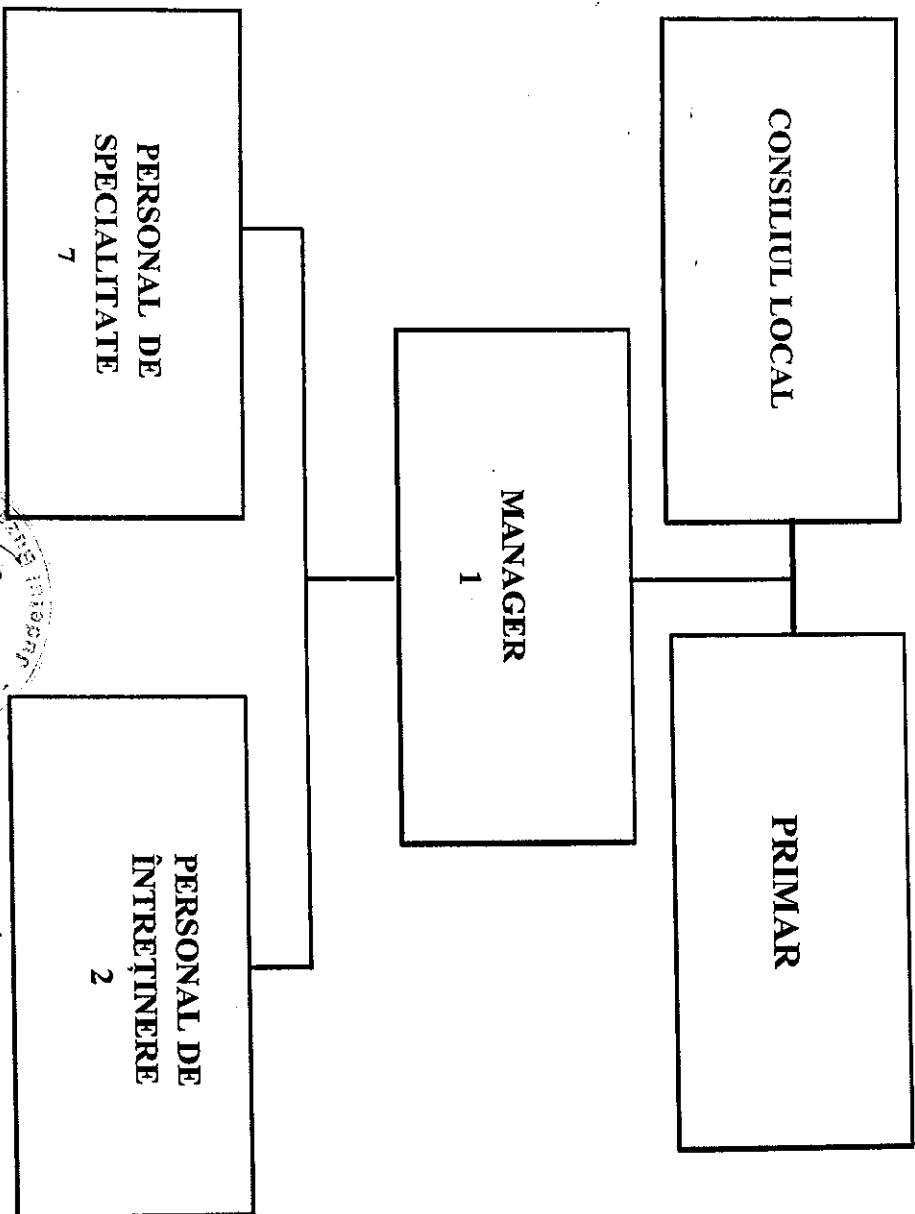 CONSILIUL LOCAL
PRIMAR
MANAGER
1
PERSONAL DE
SPECIALITATE
7
PERSONAL DE
ÎNTREȚINERE
2